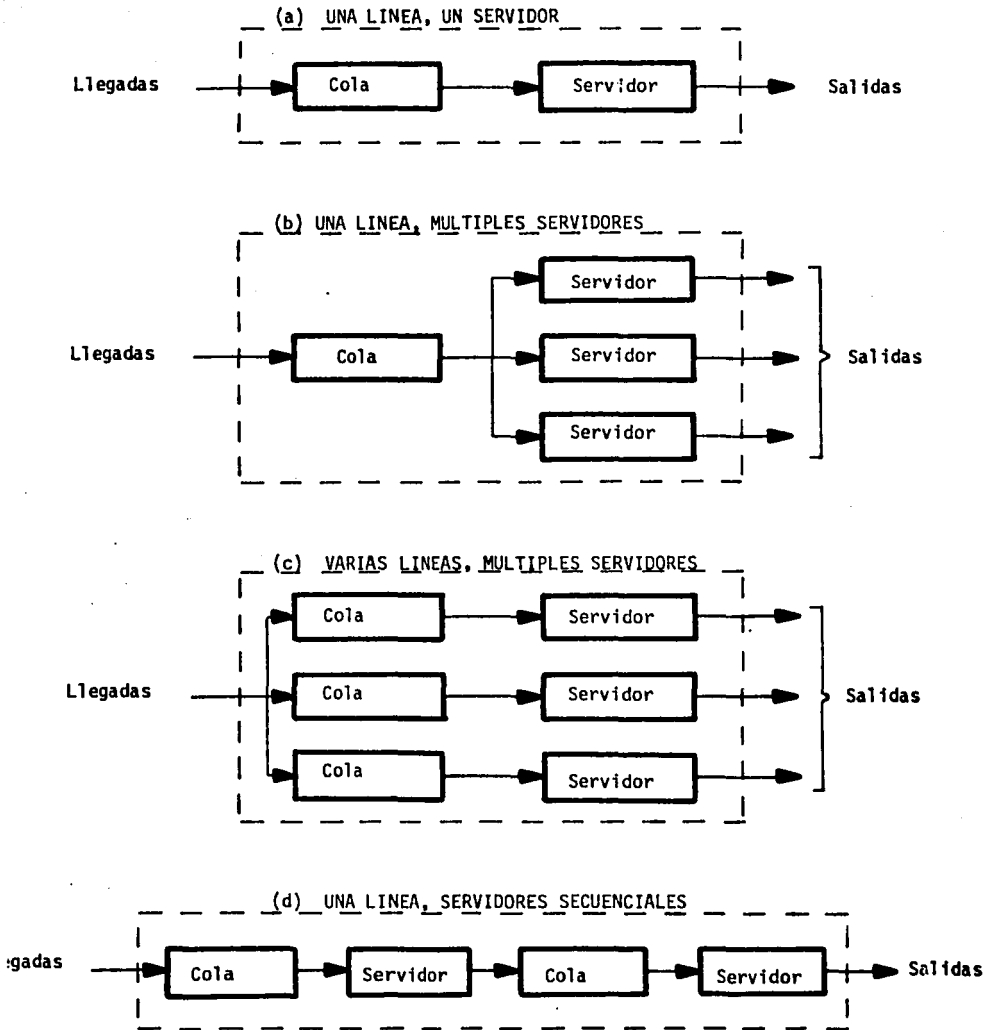 (a) UNA LINEA, UN SERVIDOR
Llegadas Cola Servidor Salidas
(b) UNA LINEA, MULTIPLES SERVIDORES
Servidor
Llegadas Cola Servidor Salidas
Servidor
(c) VARIAS LINEAS, MULTIPLES SERVIDORES
Cola Servidor
Llegadas Cola Servidor Salidas
Cola Servidor
(d) UNA LINEA, SERVIDORES SECUENCIALES
egadas Cola Servidor Cola Servidor Salidas